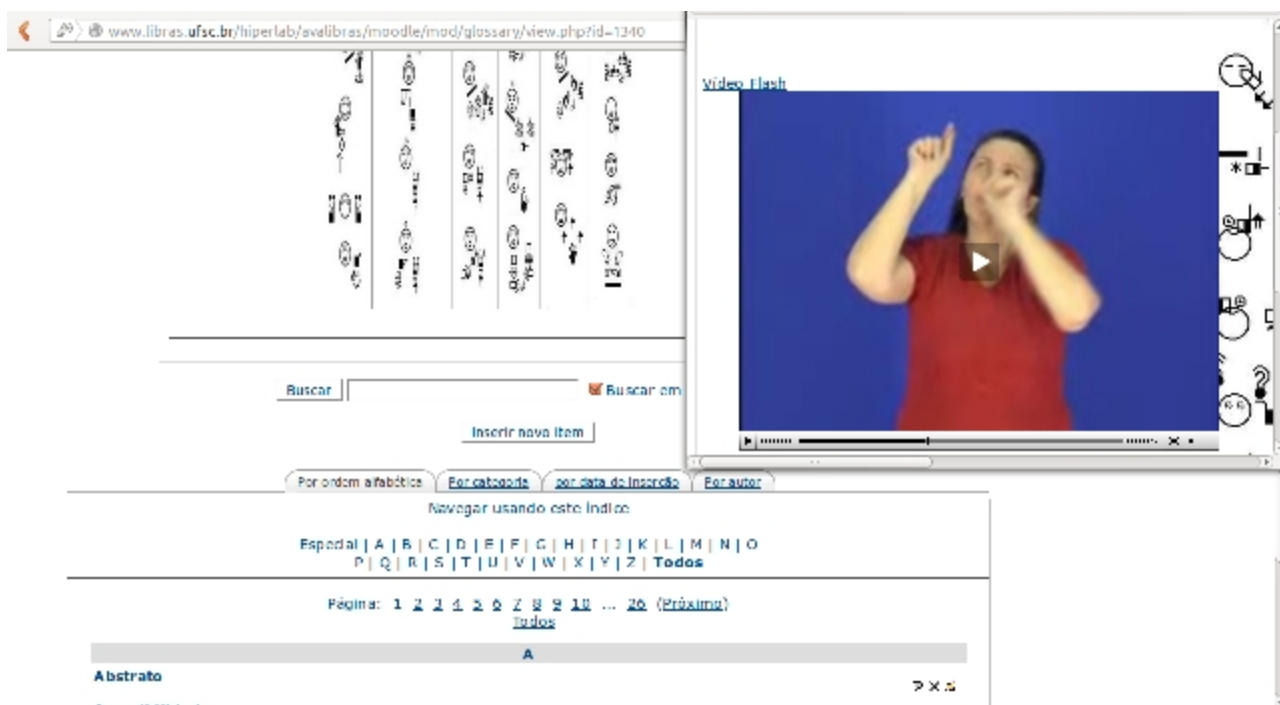 www.libras.ufsc.br/hiperlab/avalibras/moodle/mod/glossary/view.php?id=1340
Vídeo Flash
Buscar
Buscar em
Inserir novo item
Por ordem alfabética Por categoria por data de inserção Por autor
Navegar usando este índice
Especial | A | B | C | D | E | F | G | H | I | J | K | L | M | N | O
P | Q | R | S | T | U | V | W | X | Y | Z | Todos
Página: 1 2 3 4 5 6 7 8 9 10 ... 26 (Próximo)
Todos
A
Abstrato